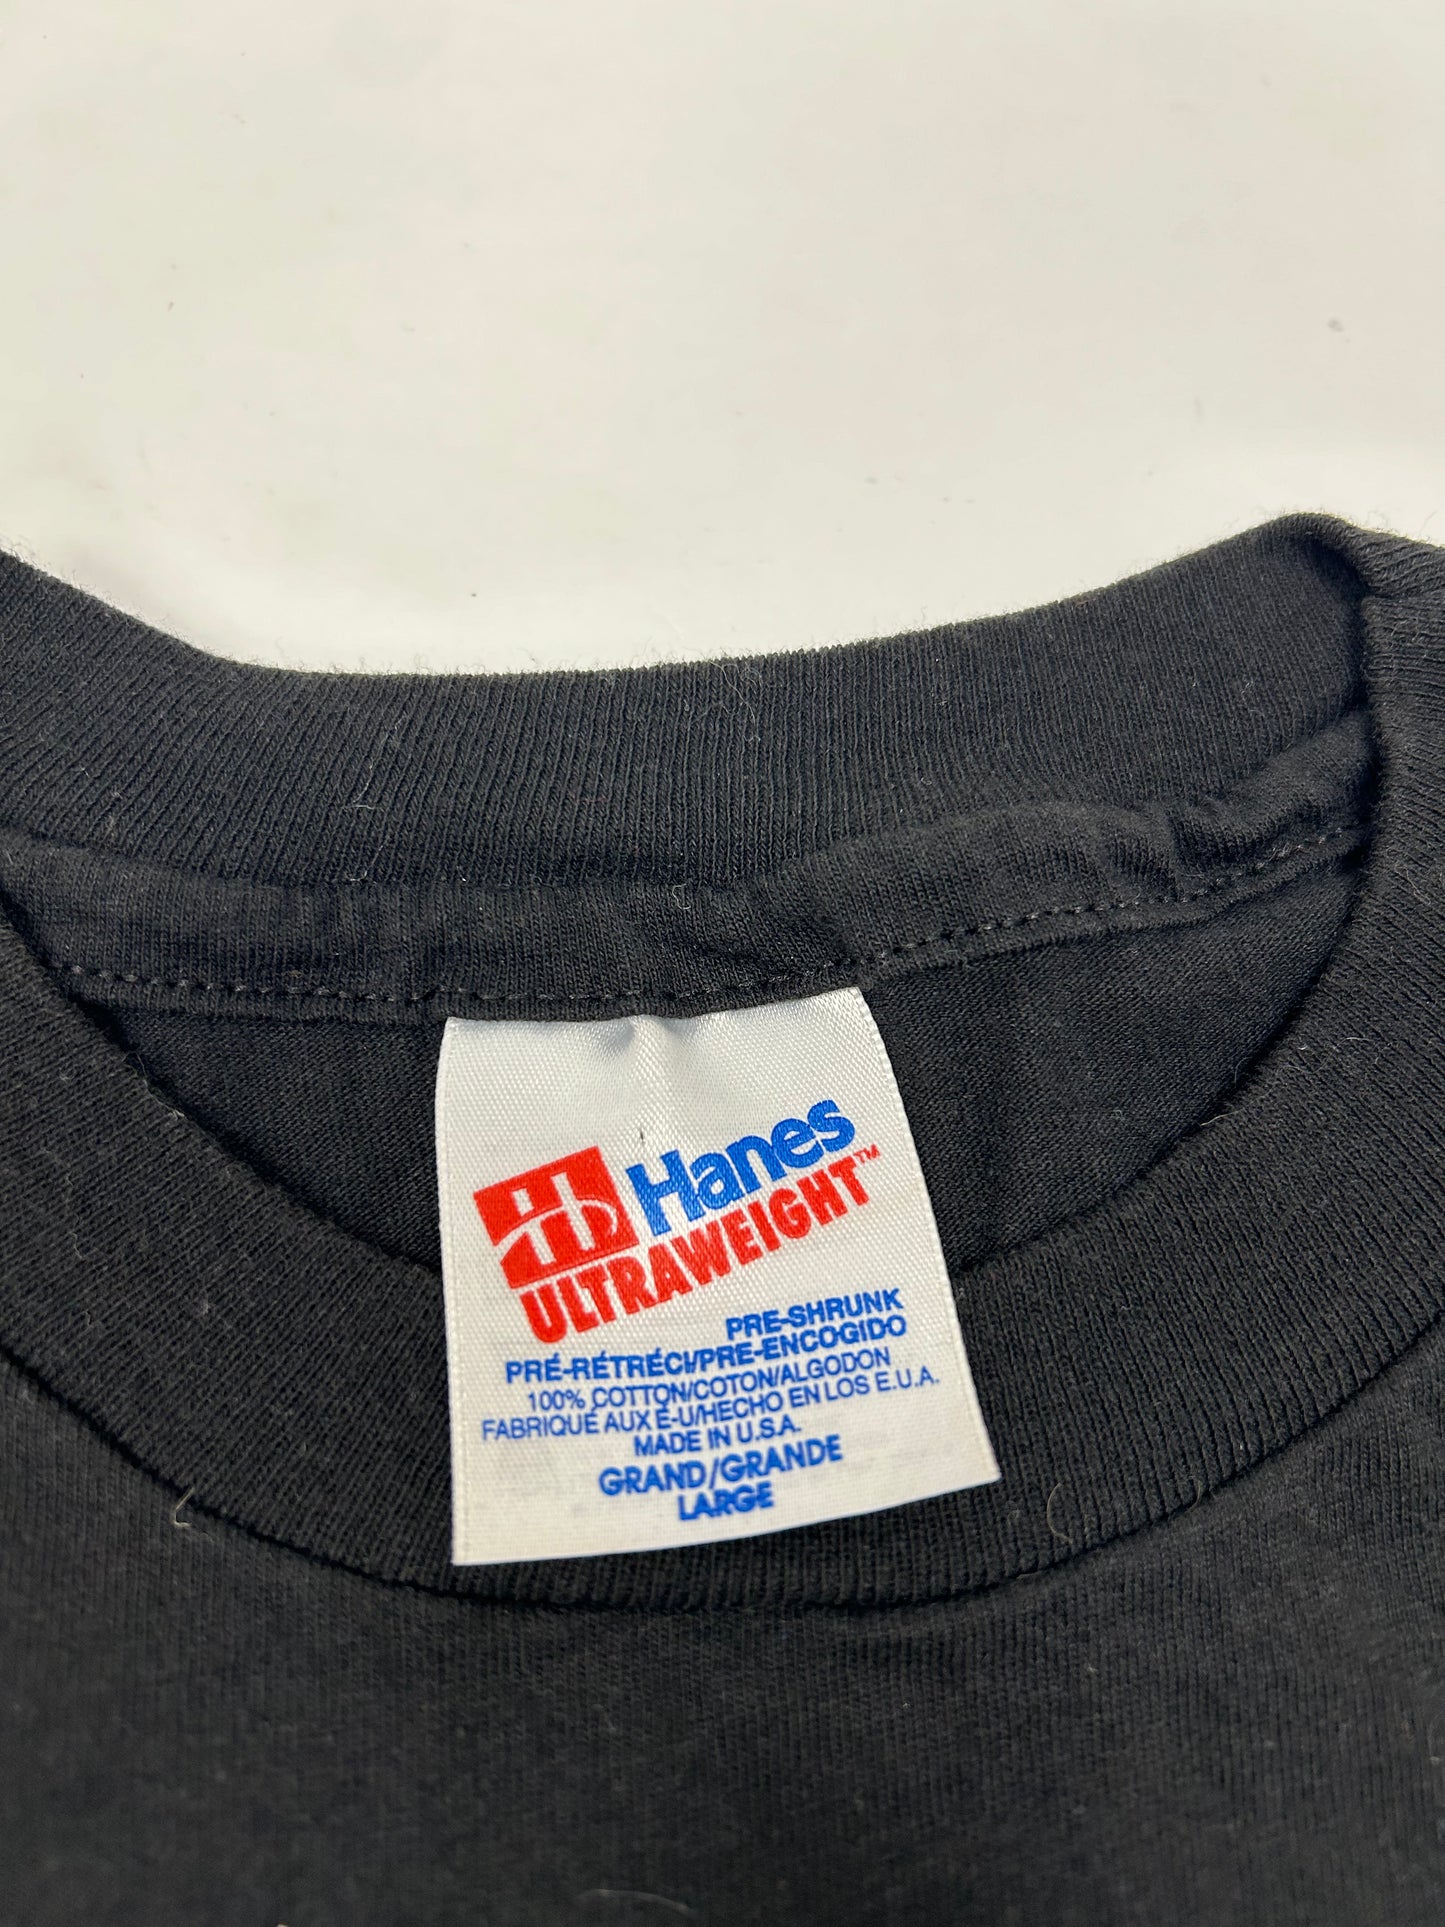 Hanes
ULTRAWEIGHT™
PRE-SHRUNK
PRÉ-RÉTRÉCI/PRE-ENCOGIDO
100% COTTON/COTON/ALGODON
FABRIQUÉ AUX É-U/HECHO EN LOS E.U.A.
MADE IN U.S.A.
GRAND/GRANDE
LARGE